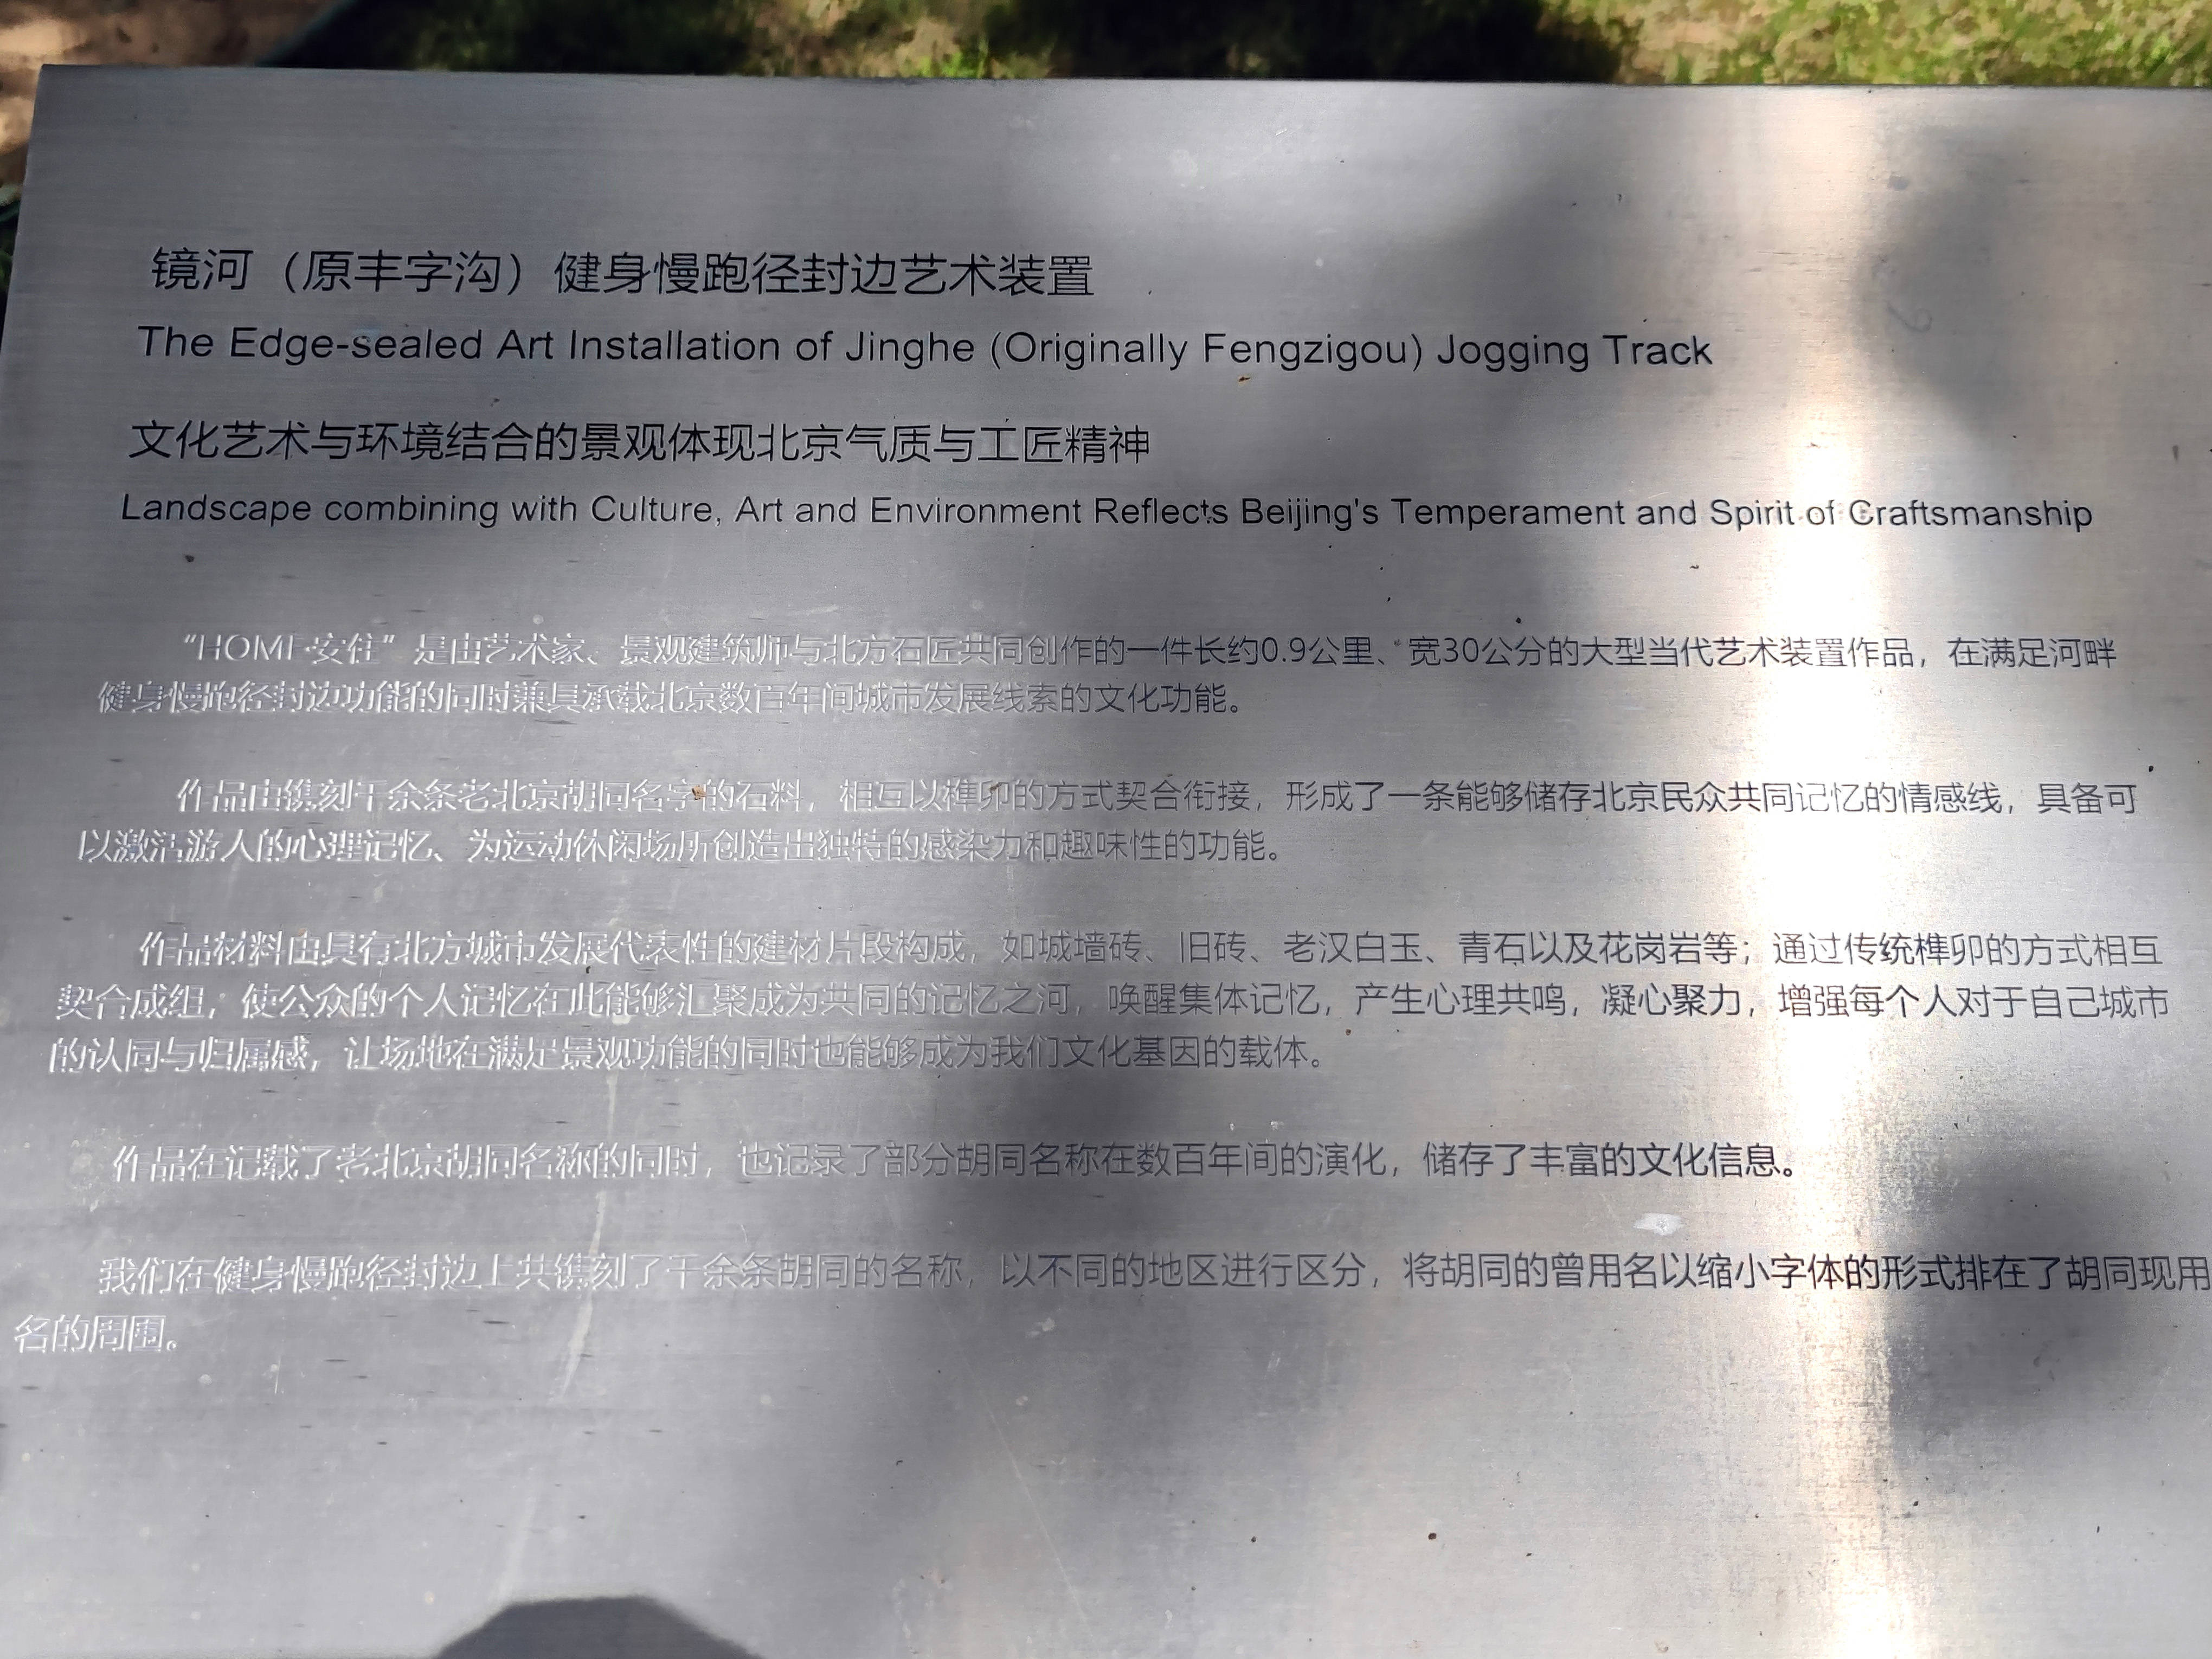 镜河（原丰字沟）健身慢跑径封边艺术装置
The Edge-sealed Art Installation of Jinghe (Originally Fengzigou) Jogging Track
文化艺术与环境结合的景观体现北京气质与工匠精神
Landscape combining with Culture, Art and Environment Reflects Beijing's Temperament and Spirit of Craftsmanship
“HOME·安住”是由艺术家、景观建筑师与北方石匠共同创作的一件长约0.9公里、宽30公分的大型当代艺术装置作品，在满足河畔
健身慢跑径封边功能的同时兼具承载北京数百年间城市发展线索的文化功能。
作品由镌刻千余条老北京胡同名字的石料，相互以榫卯的方式契合衔接，形成了一条能够储存北京民众共同记忆的情感线，具备可
以激活游人的心理记忆、为运动休闲场所创造出独特的感染力和趣味性的功能。
作品材料由具有北方城市发展代表性的建材片段构成，如城墙砖、旧砖、老汉白玉、青石以及花岗岩等；通过传统榫卯的方式相互
契合成组；使公众的个人记忆在此能够汇聚成为共同的记忆之河，唤醒集体记忆，产生心理共鸣，凝心聚力，增强每个人对于自己城市
的认同与归属感，让场地在满足景观功能的同时也能够成为我们文化基因的载体。
作品在记载了老北京胡同名称的同时，也记录了部分胡同名称在数百年间的演化，储存了丰富的文化信息。
我们在健身慢跑径封边上共镌刻了千余条胡同的名称，以不同的地区进行区分，将胡同的曾用名以缩小字体的形式排在了胡同现用
名的周围。